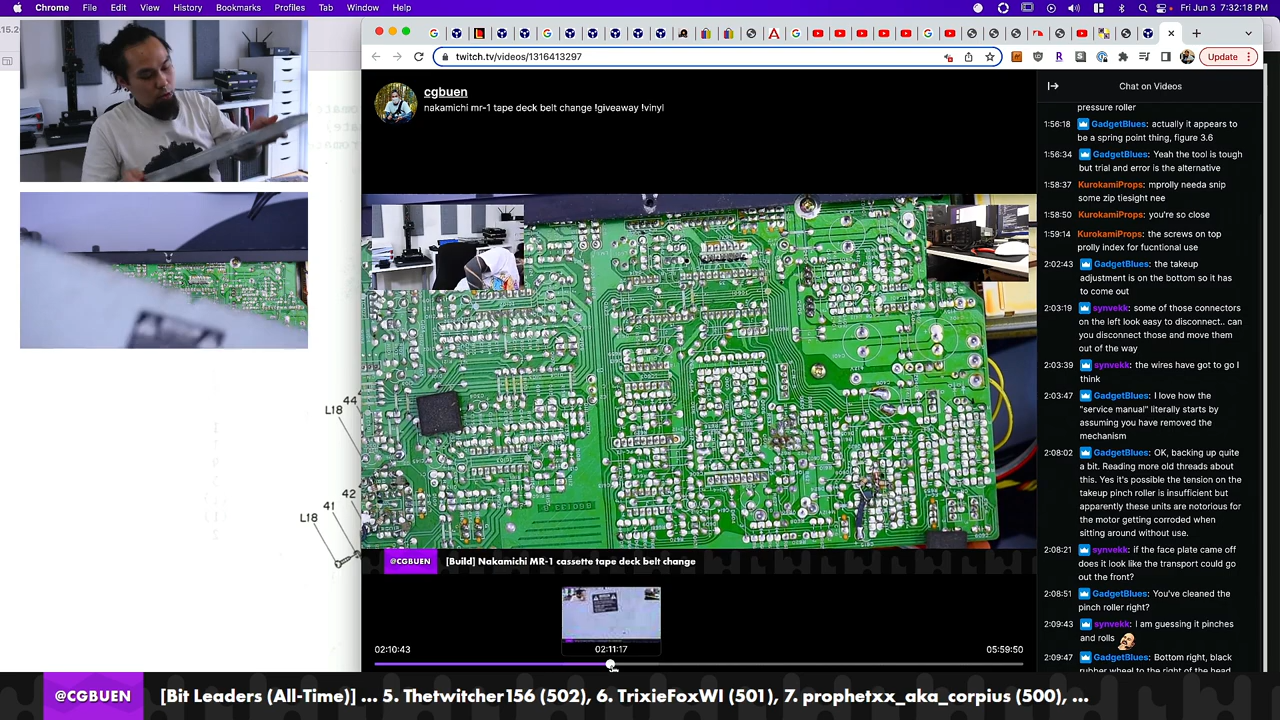 Chrome File Edit View History Bookmarks Profiles Tab Window Help Fri Jun 3 7:32:18 PM
twitch.tv/videos/1316413297
Update
cgbuen
nakamichi mr-1 tape deck belt change !giveaway !vinyl
Chat on Videos
pressure roller
1:56:18 GadgetBlues: actually it appears to
be a spring point thing, figure 3.6
1:56:34 GadgetBlues: Yeah the tool is tough
but trial and error is the alternative
1:58:37 KurokamiProps: mprolly needa snip
some zip tiesight nee
1:58:50 KurokamiProps: you're so close
1:59:14 KurokamiProps: the screws on top
prolly index for fucntional use
2:02:43 GadgetBlues: the takeup
adjustment is on the bottom so it has
to come out
2:03:19 synvekk: some of those connectors
on the left look easy to disconnect.. can
you disconnect those and move them
out of the way
2:03:39 synvekk: the wires have got to go I
think
2:03:47 GadgetBlues: I love how the
"service manual" literally starts by
assuming you have removed the
mechanism
2:08:02 GadgetBlues: OK, backing up quite
a bit. Reading more old threads about
this. Yes it's possible the tension on the
takeup pinch roller is insufficient but
apparently these units are notorious for
the motor getting corroded when
sitting around without use.
2:08:21 synvekk: if the face plate came off
does it look like the transport could go
out the front?
2:08:51 GadgetBlues: You've cleaned the
pinch roller right?
2:09:43 synvekk: I am guessing it pinches
and rolls
2:09:47 GadgetBlues: Bottom right, black
rubber wheel to the right of the head
44
L18
42
41
L18
@CGBUEN [Build] Nakamichi MR-1 cassette tape deck belt change
02:11:17
02:10:43 05:59:50
@CGBUEN [Bit Leaders (All-Time)] ... 5. Thetwitcher156 (502), 6. TrixieFoxWI (501), 7. prophetxx_aka_corpius (500), ...